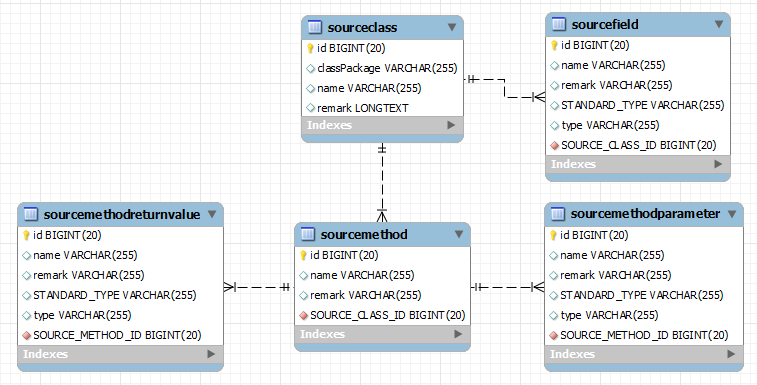 sourceclass
id BIGINT(20)
classPackage VARCHAR(255)
name VARCHAR(255)
remark LONGTEXT
Indexes
sourcefield
id BIGINT(20)
name VARCHAR(255)
remark VARCHAR(255)
STANDARD_TYPE VARCHAR(255)
type VARCHAR(255)
SOURCE_CLASS_ID BIGINT(20)
Indexes
sourcemethodreturnvalue
id BIGINT(20)
name VARCHAR(255)
remark VARCHAR(255)
STANDARD_TYPE VARCHAR(255)
type VARCHAR(255)
SOURCE_METHOD_ID BIGINT(20)
Indexes
sourcemethod
id BIGINT(20)
name VARCHAR(255)
remark VARCHAR(255)
SOURCE_CLASS_ID BIGINT(20)
Indexes
sourcemethodparameter
id BIGINT(20)
name VARCHAR(255)
remark VARCHAR(255)
STANDARD_TYPE VARCHAR(255)
type VARCHAR(255)
SOURCE_METHOD_ID BIGINT(20)
Indexes